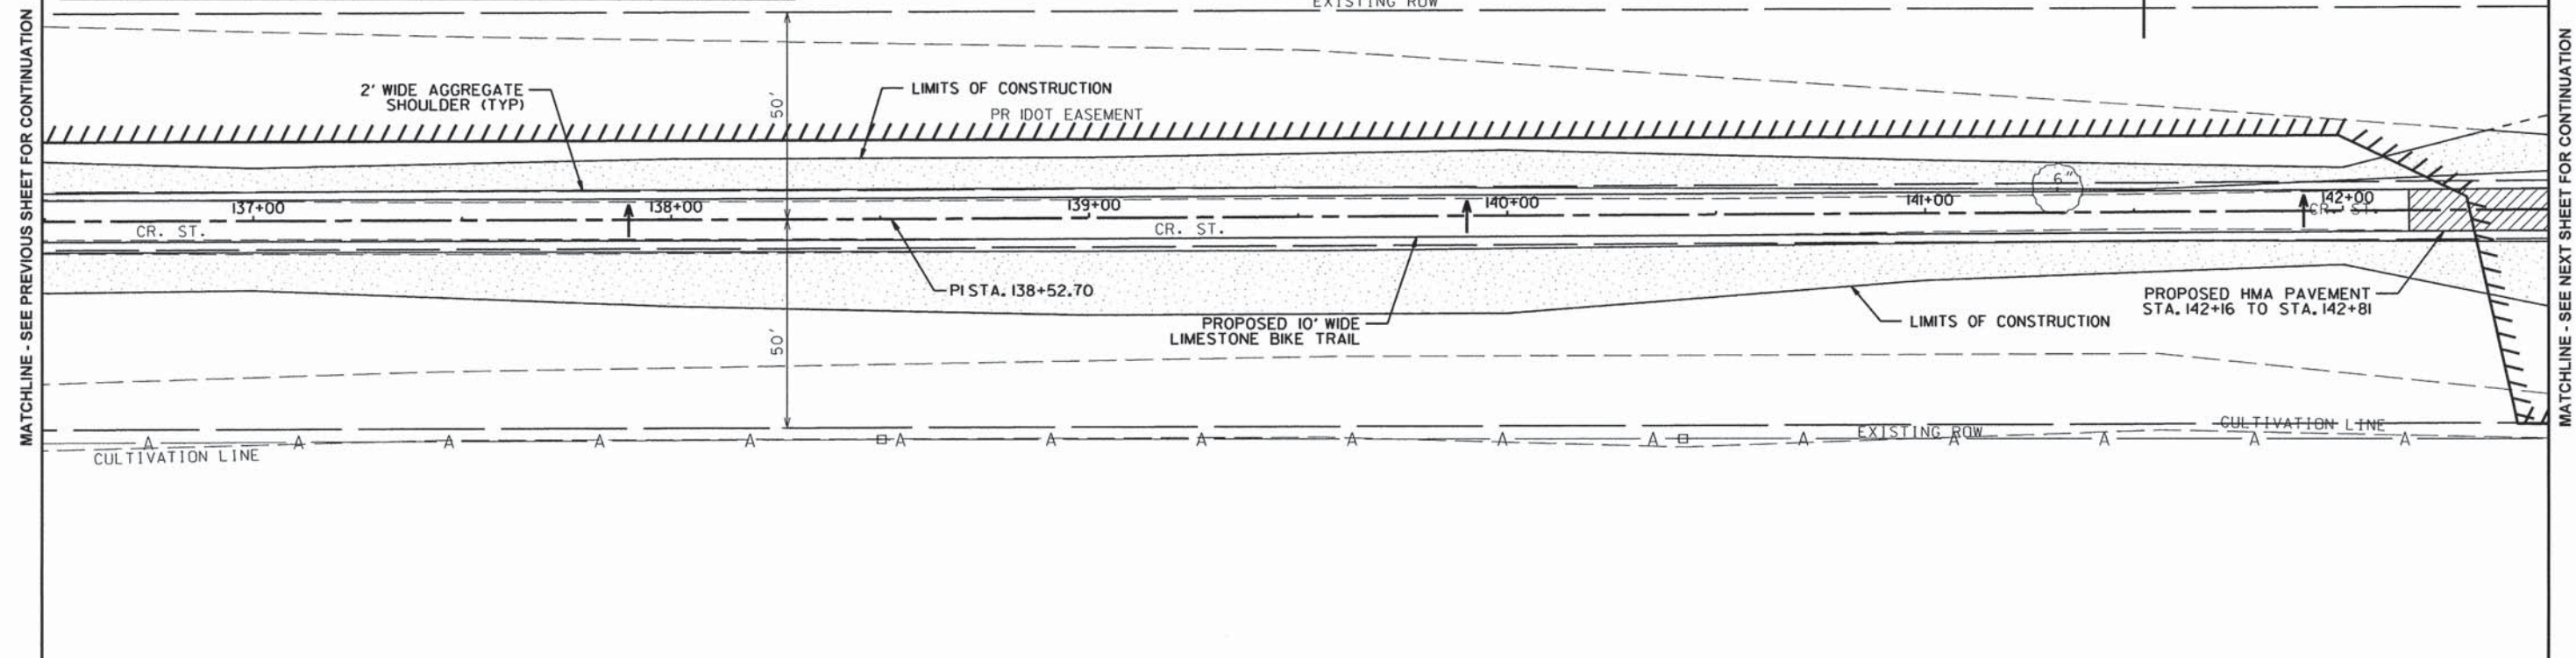 EXISTING ROW
MATCHLINE - SEE PREVIOUS SHEET FOR CONTINUATION
MATCHLINE - SEE NEXT SHEET FOR CONTINUATION
2' WIDE AGGREGATE
SHOULDER (TYP)
50'
LIMITS OF CONSTRUCTION
PR IDOT EASEMENT
6"
137+00
138+00
139+00
140+00
141+00
142+00
CR. ST.
CR. ST.
CR. ST.
PI STA. 138+52.70
50'
PROPOSED 10' WIDE
LIMESTONE BIKE TRAIL
LIMITS OF CONSTRUCTION
PROPOSED HMA PAVEMENT
STA. 142+16 TO STA. 142+81
A A A A A A A A A A A A A A A A
EXISTING ROW
CULTIVATION LINE
CULTIVATION LINE